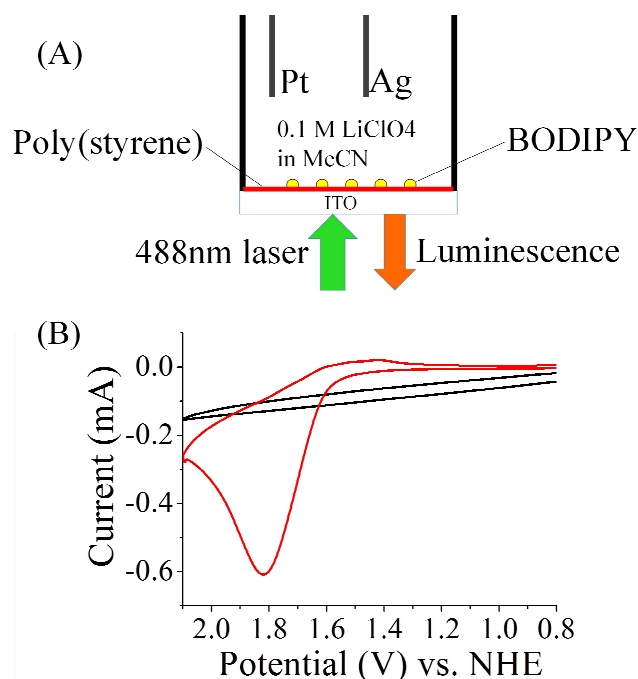 (A)
Pt Ag
0.1 M LiClO4
in MeCN
Poly(styrene)
BODIPY
ITO
488nm laser
Luminescence
(B)
Current (mA)
0.0
-0.2
-0.4
-0.6
2.0 1.8 1.6 1.4 1.2 1.0 0.8
Potential (V) vs. NHE